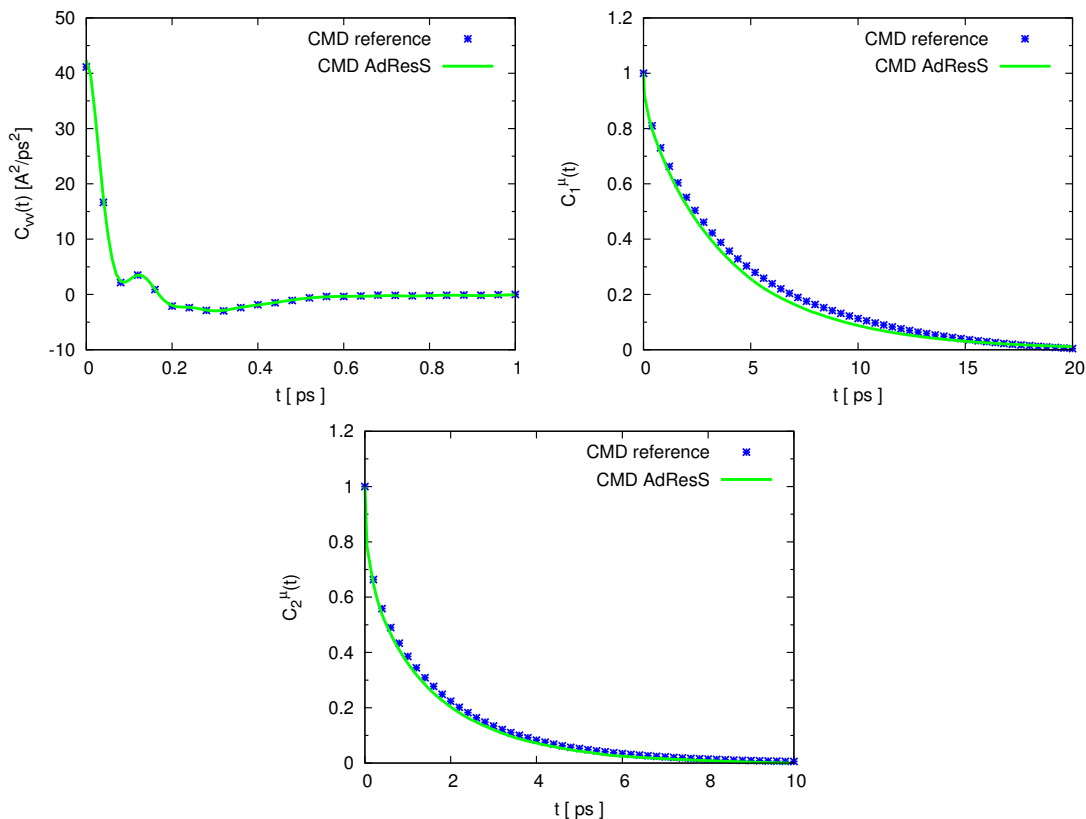 50
40
30
20
10
0
-10
C_vv(t) [A^2/ps^2]
CMD reference
CMD AdResS
0 0.2 0.4 0.6 0.8 1
t [ ps]
1.2
1
0.8
0.6
0.4
0.2
0
C_1^μ(t)
CMD reference
CMD AdResS
0 5 10 15 20
t [ ps]
1.2
1
0.8
0.6
0.4
0.2
0
C_2^μ(t)
CMD reference
CMD AdResS
0 2 4 6 8 10
t [ ps]